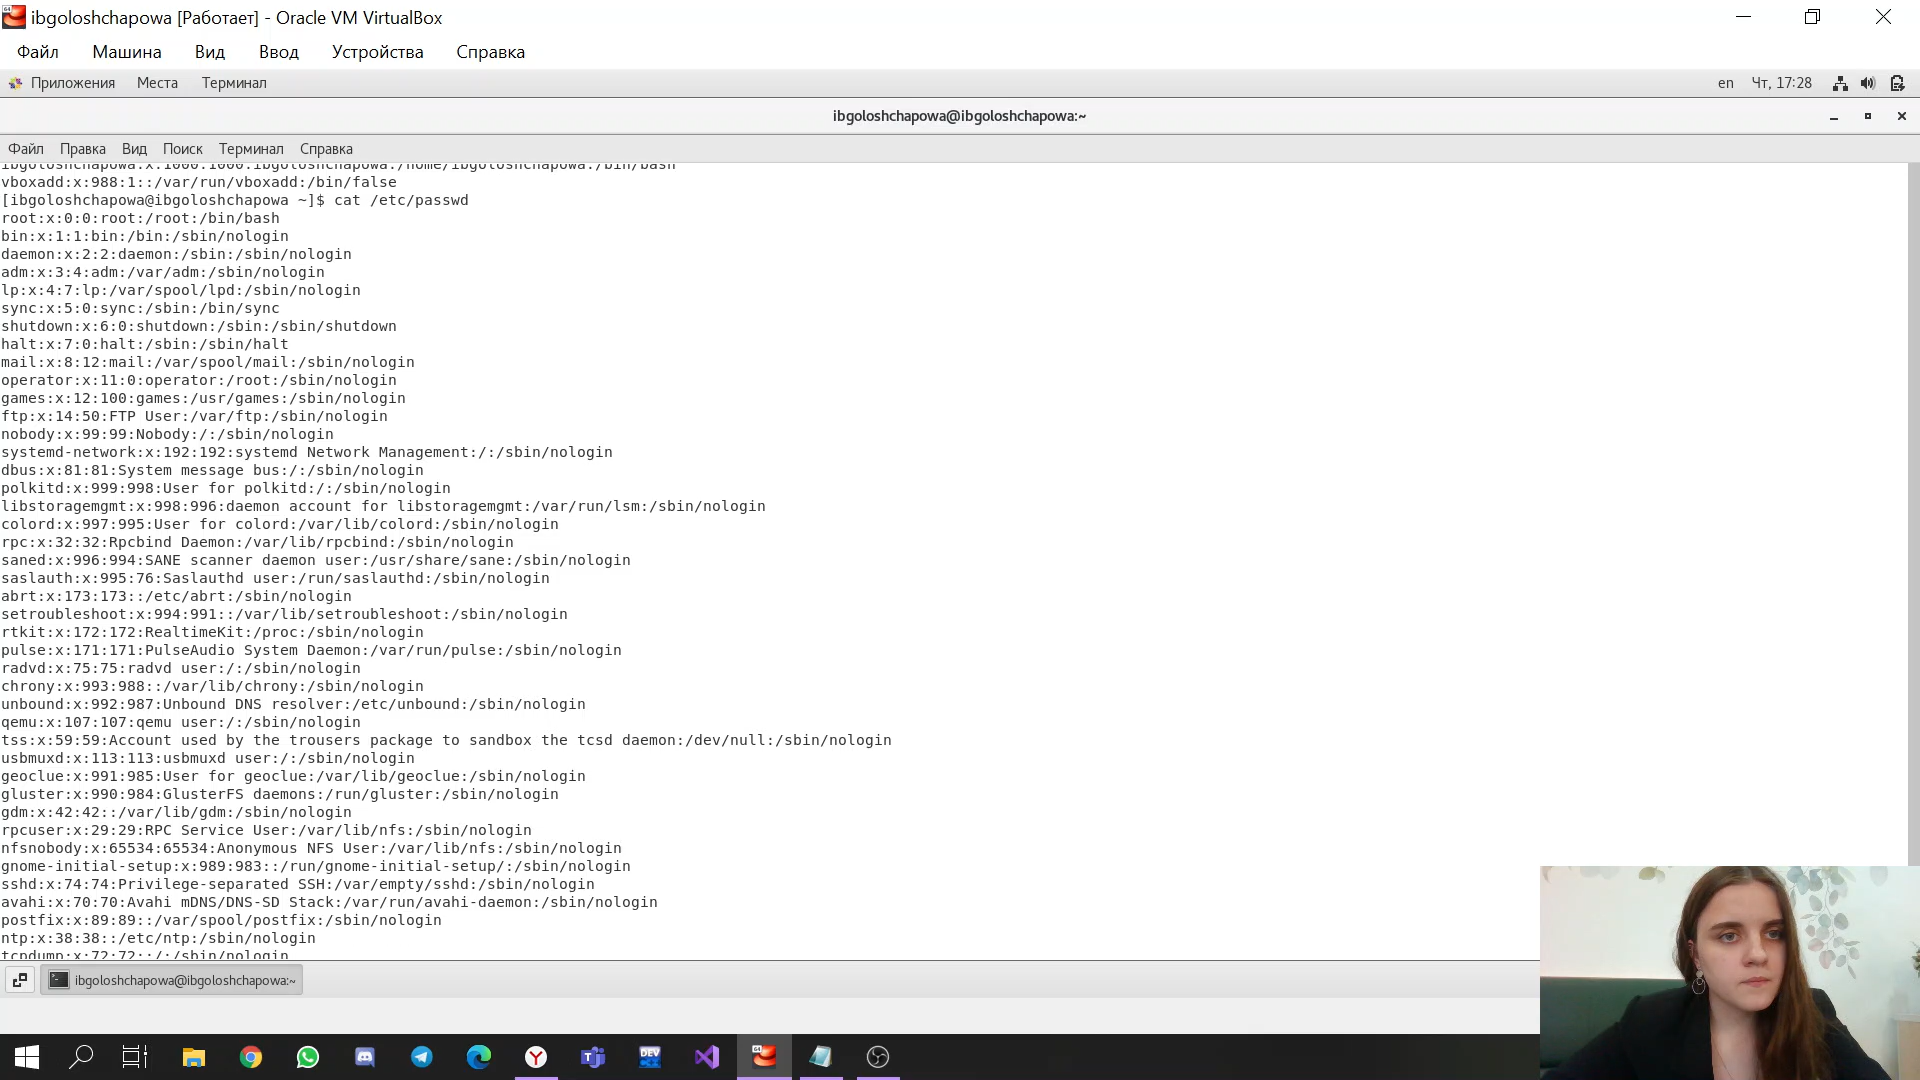 ibgoloshchapowa [Работает] - Oracle VM VirtualBox
Файл Машина Вид Ввод Устройства Справка
Приложения Места Терминал en Чт, 17:28
ibgoloshchapowa@ibgoloshchapowa:~
Файл Правка Вид Поиск Терминал Справка
ibgoloshchapowa:x:1000:1000:ibgoloshchapowa:/home/ibgoloshchapowa:/bin/bash
vboxadd:x:988:1::/var/run/vboxadd:/bin/false
[ibgoloshchapowa@ibgoloshchapowa ~]$ cat /etc/passwd
root:x:0:0:root:/root:/bin/bash
bin:x:1:1:bin:/bin:/sbin/nologin
daemon:x:2:2:daemon:/sbin:/sbin/nologin
adm:x:3:4:adm:/var/adm:/sbin/nologin
lp:x:4:7:lp:/var/spool/lpd:/sbin/nologin
sync:x:5:0:sync:/sbin:/bin/sync
shutdown:x:6:0:shutdown:/sbin:/sbin/shutdown
halt:x:7:0:halt:/sbin:/sbin/halt
mail:x:8:12:mail:/var/spool/mail:/sbin/nologin
operator:x:11:0:operator:/root:/sbin/nologin
games:x:12:100:games:/usr/games:/sbin/nologin
ftp:x:14:50:FTP User:/var/ftp:/sbin/nologin
nobody:x:99:99:Nobody:/:/sbin/nologin
systemd-network:x:192:192:systemd Network Management:/:/sbin/nologin
dbus:x:81:81:System message bus:/:/sbin/nologin
polkitd:x:999:998:User for polkitd:/:/sbin/nologin
libstoragemgmt:x:998:996:daemon account for libstoragemgmt:/var/run/lsm:/sbin/nologin
colord:x:997:995:User for colord:/var/lib/colord:/sbin/nologin
rpc:x:32:32:Rpcbind Daemon:/var/lib/rpcbind:/sbin/nologin
saned:x:996:994:SANE scanner daemon user:/usr/share/sane:/sbin/nologin
saslauth:x:995:76:Saslauthd user:/run/saslauthd:/sbin/nologin
abrt:x:173:173::/etc/abrt:/sbin/nologin
setroubleshoot:x:994:991::/var/lib/setroubleshoot:/sbin/nologin
rtkit:x:172:172:RealtimeKit:/proc:/sbin/nologin
pulse:x:171:171:PulseAudio System Daemon:/var/run/pulse:/sbin/nologin
radvd:x:75:75:radvd user:/:/sbin/nologin
chrony:x:993:988::/var/lib/chrony:/sbin/nologin
unbound:x:992:987:Unbound DNS resolver:/etc/unbound:/sbin/nologin
qemu:x:107:107:qemu user:/:/sbin/nologin
tss:x:59:59:Account used by the trousers package to sandbox the tcsd daemon:/dev/null:/sbin/nologin
usbmuxd:x:113:113:usbmuxd user:/:/sbin/nologin
geoclue:x:991:985:User for geoclue:/var/lib/geoclue:/sbin/nologin
gluster:x:990:984:GlusterFS daemons:/run/gluster:/sbin/nologin
gdm:x:42:42::/var/lib/gdm:/sbin/nologin
rpcuser:x:29:29:RPC Service User:/var/lib/nfs:/sbin/nologin
nfsnobody:x:65534:65534:Anonymous NFS User:/var/lib/nfs:/sbin/nologin
gnome-initial-setup:x:989:983::/run/gnome-initial-setup/:/sbin/nologin
sshd:x:74:74:Privilege-separated SSH:/var/empty/sshd:/sbin/nologin
avahi:x:70:70:Avahi mDNS/DNS-SD Stack:/var/run/avahi-daemon:/sbin/nologin
postfix:x:89:89::/var/spool/postfix:/sbin/nologin
ntp:x:38:38::/etc/ntp:/sbin/nologin
tcpdump:x:72:72::/:/sbin/nologin
ibgoloshchapowa@ibgoloshchapowa:~
DEV
64